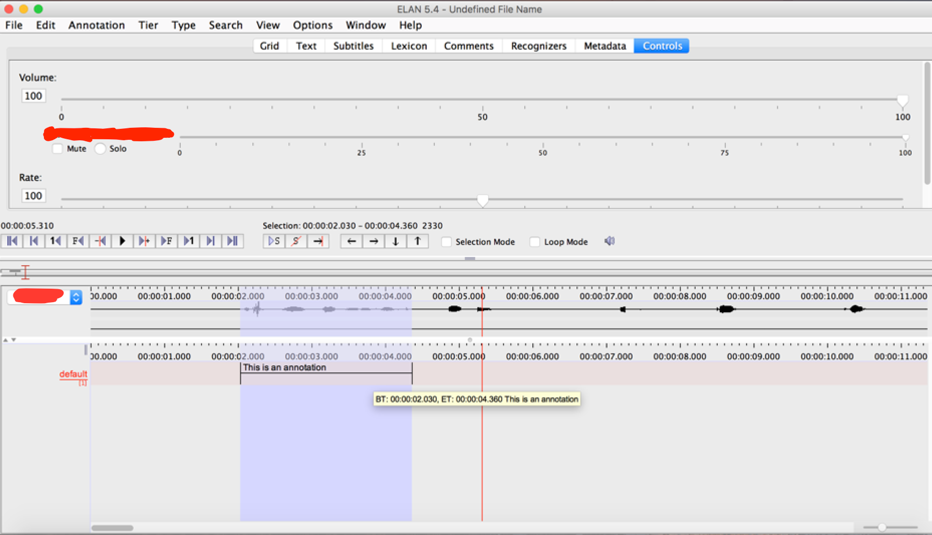 ELAN 5.4 - Undefined File Name
File Edit Annotation Tier Type Search View Options Window Help
Grid Text Subtitles Lexicon Comments Recognizers Metadata Controls
Volume:
100
0 50 100
Mute Solo 0 25 50 75 100
Rate:
100
00:00:05.310 Selection: 00:00:02.030 - 00:00:04.360 2330
1 F F 1 S S Selection Mode Loop Mode
00.000 00:00:01.000 00:00:02.000 00:00:03.000 00:00:04.000 00:00:05.000 00:00:06.000 00:00:07.000 00:00:08.000 00:00:09.000 00:00:10.000 00:00:11.000
00.000 00:00:01.000 00:00:02.000 00:00:03.000 00:00:04.000 00:00:05.000 00:00:06.000 00:00:07.000 00:00:08.000 00:00:09.000 00:00:10.000 00:00:11.000
default This is an annotation
[1]
BT: 00:00:02.030, ET: 00:00:04.360 This is an annotation